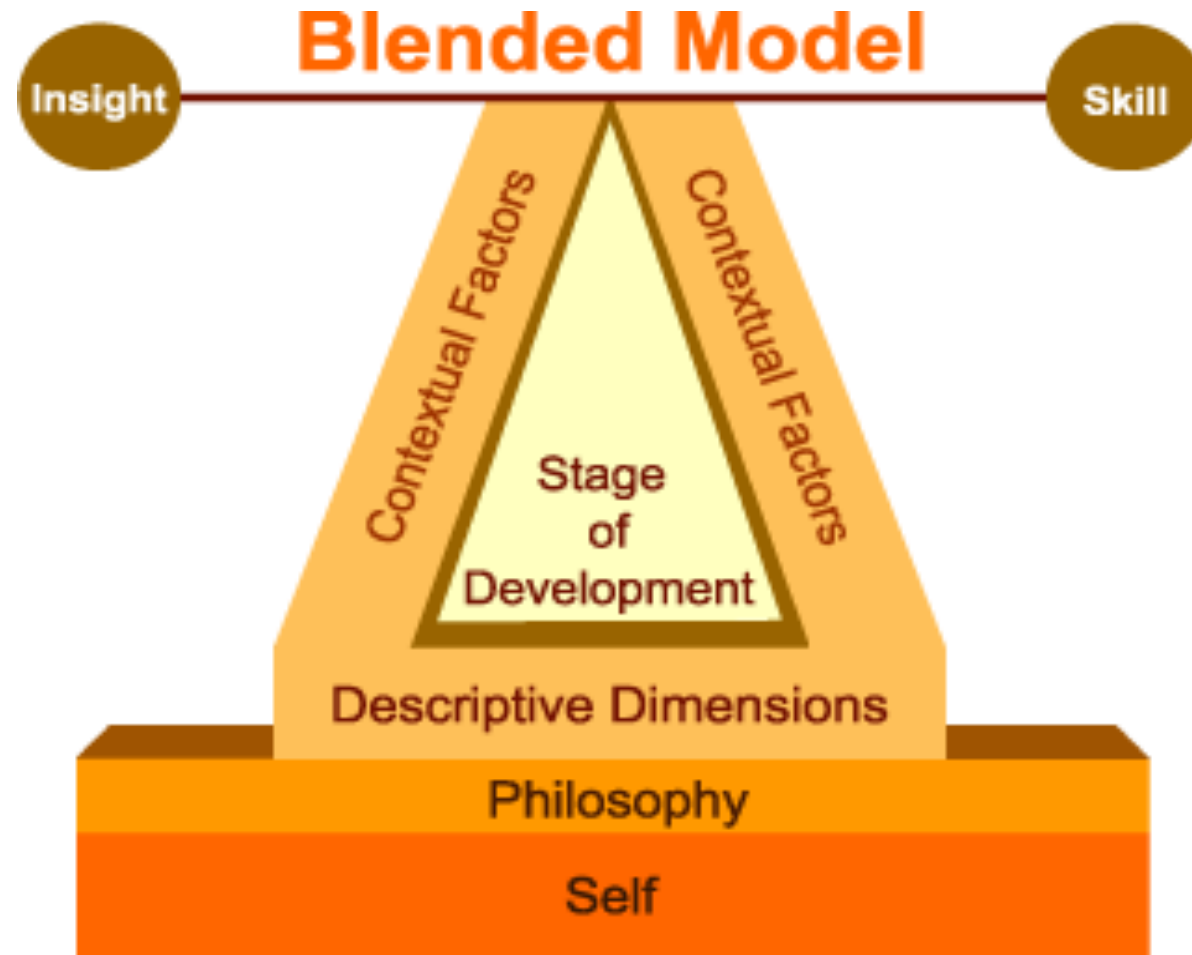 Blended Model
Insight
Skill
Contextual Factors
Contextual Factors
Stage
of
Development
Descriptive Dimensions
Philosophy
Self